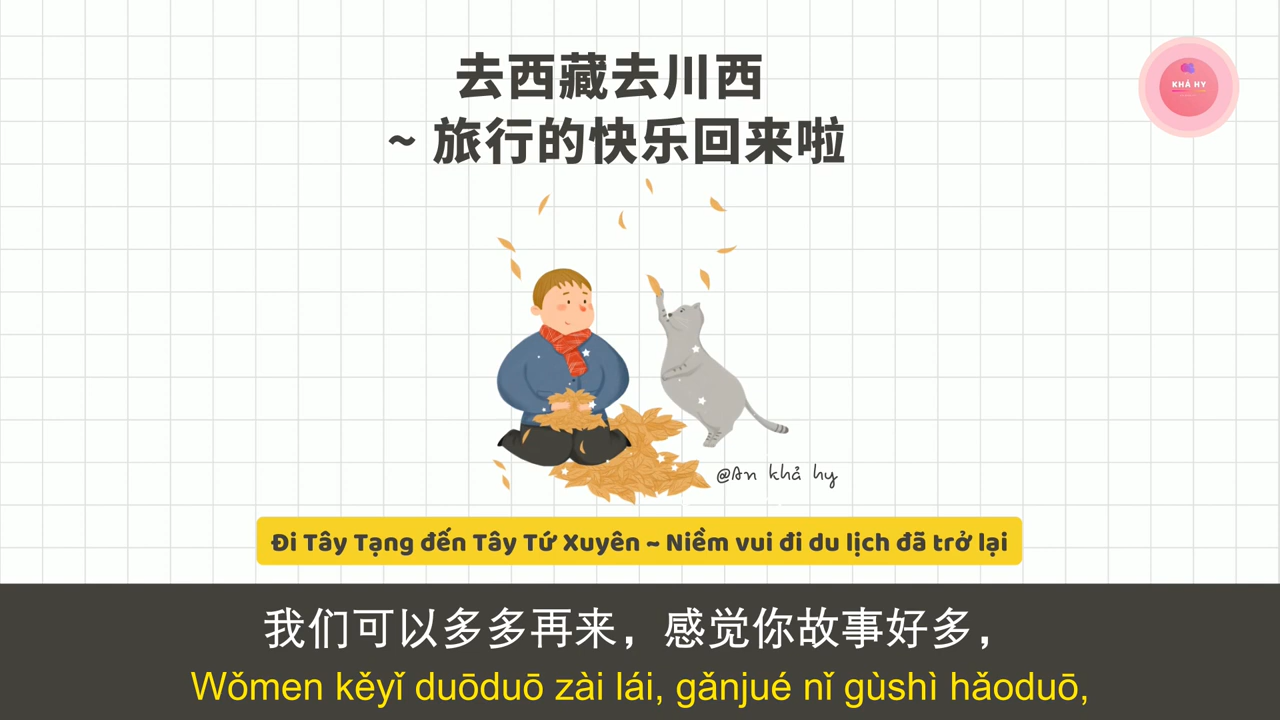 去西藏去川西
~ 旅行的快乐回来啦
KHẢ HY
@An khả hy
Đi Tây Tạng đến Tây Tứ Xuyên ~ Niềm vui đi du lịch đã trở lại
我们可以多多再来，感觉你故事好多，
Wǒmen kěyǐ duōduō zài lái, gǎnjué nǐ gùshì hǎoduō,